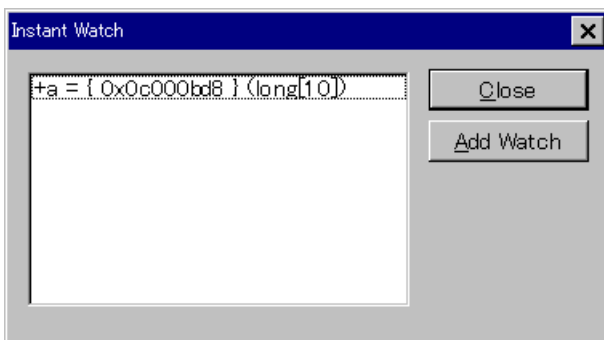 Instant Watch
+a = { 0x0c000bd8 } (long[10])
Close
Add Watch